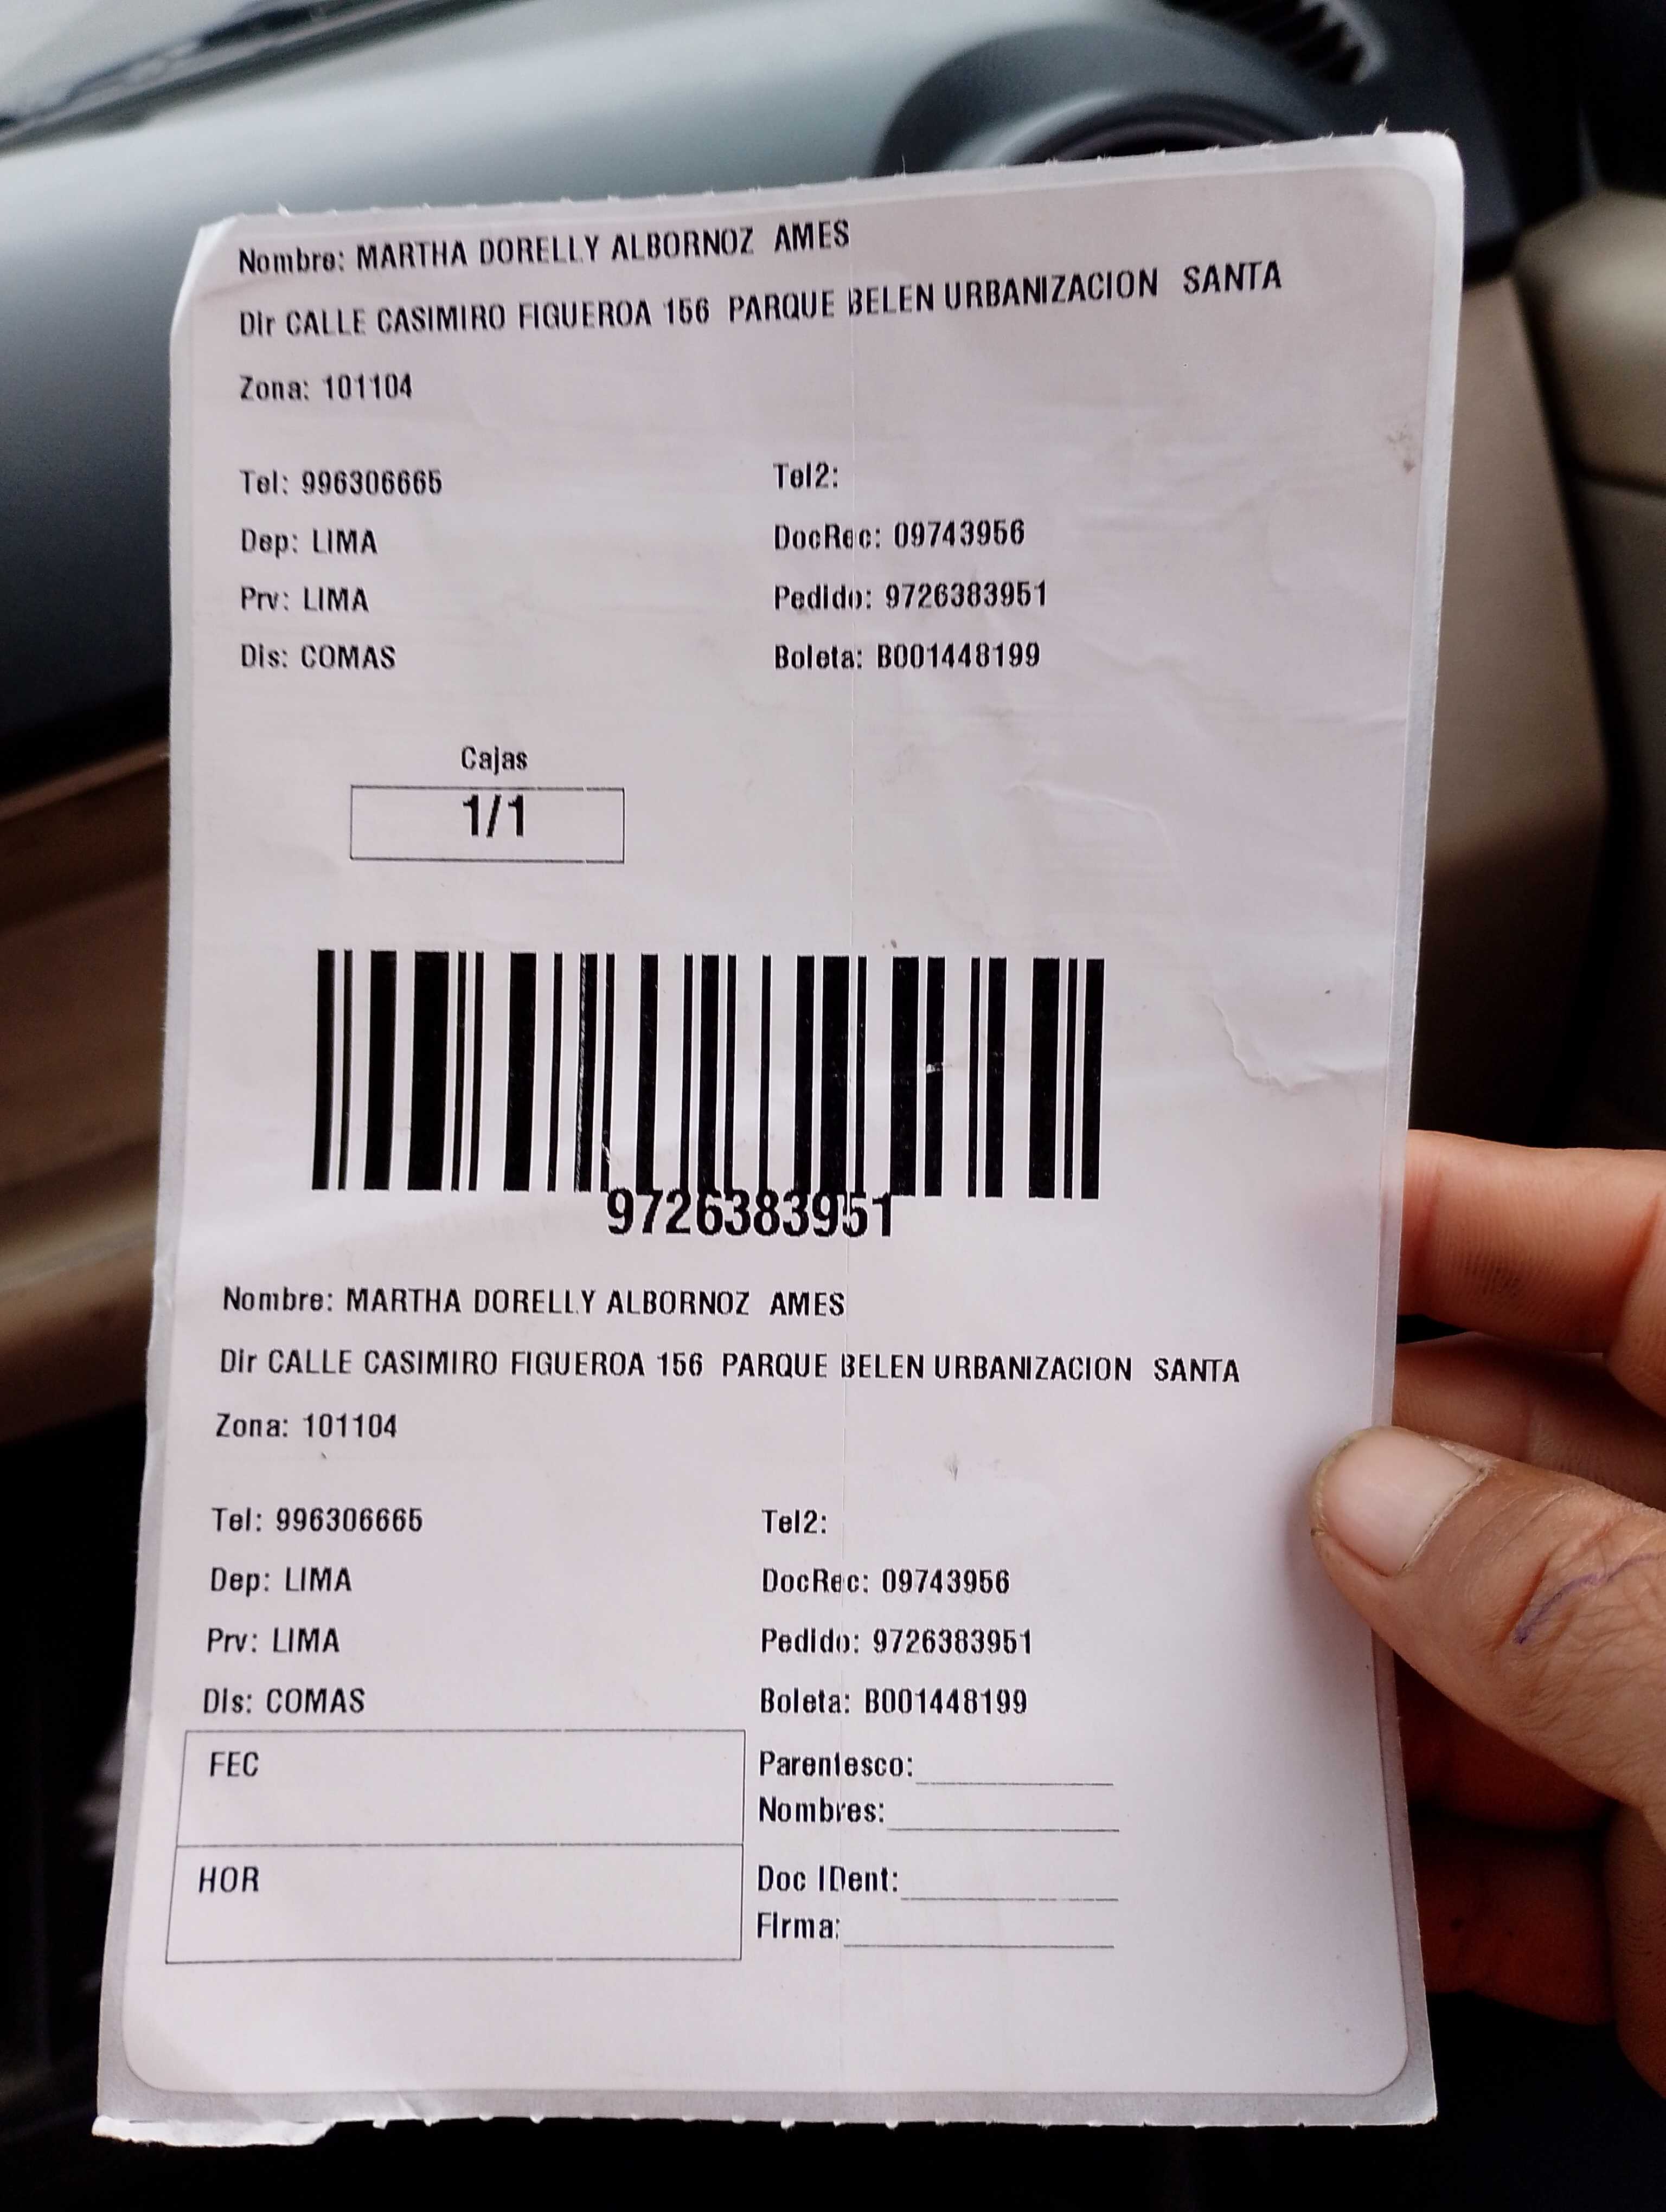 Nombre: MARTHA DORELLY ALBORNOZ AMES
Dir CALLE CASIMIRO FIGUEROA 156 PARQUE BELEN URBANIZACION SANTA
Zona: 101104
Tel: 996306665 Tel2:
Dep: LIMA DocRec: 09743956
Prv: LIMA Pedido: 9726383951
Dis: COMAS Boleta: B001448199
Cajas
1/1
9726383951
Nombre: MARTHA DORELLY ALBORNOZ AMES
Dir CALLE CASIMIRO FIGUEROA 156 PARQUE BELEN URBANIZACION SANTA
Zona: 101104
Tel: 996306665 Tel2:
Dep: LIMA DocRec: 09743956
Prv: LIMA Pedido: 9726383951
Dis: COMAS Boleta: B001448199
FEC Parentesco:
Nombres:
HOR Doc IDent:
Firma: